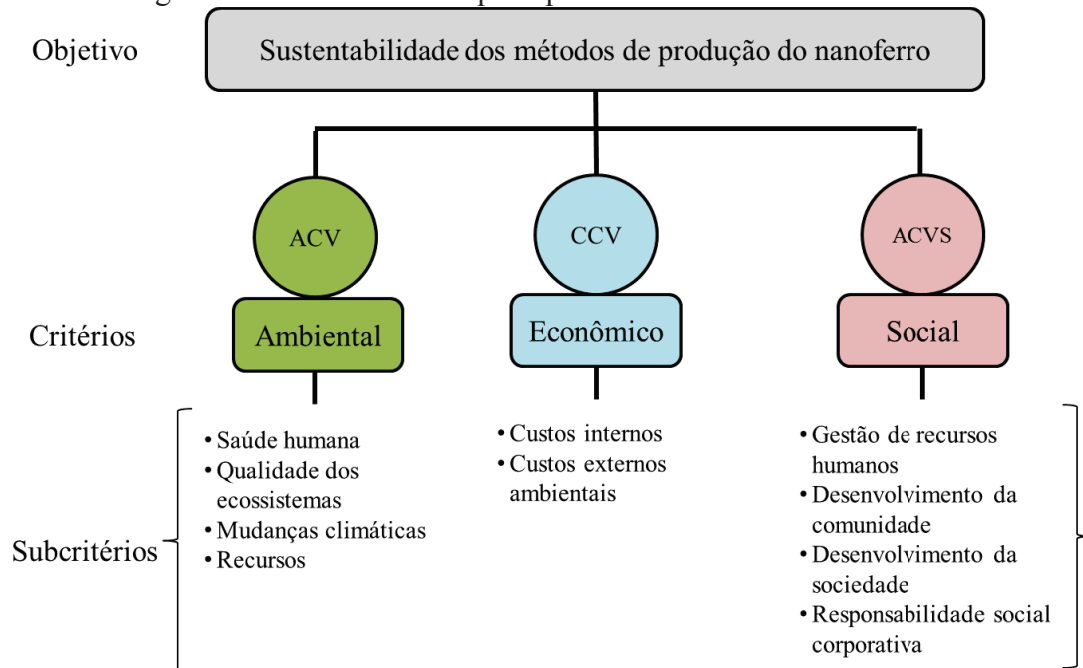 Objetivo
Sustentabilidade dos métodos de produção do nanoferro
ACV
CCV
ACVS
Critérios
Ambiental
Econômico
Social
Subcritérios
• Saúde humana
• Qualidade dos
ecossistemas
• Mudanças climáticas
• Recursos
• Custos internos
• Custos externos
ambientais
• Gestão de recursos
humanos
• Desenvolvimento da
comunidade
• Desenvolvimento da
sociedade
• Responsabilidade social
corporativa